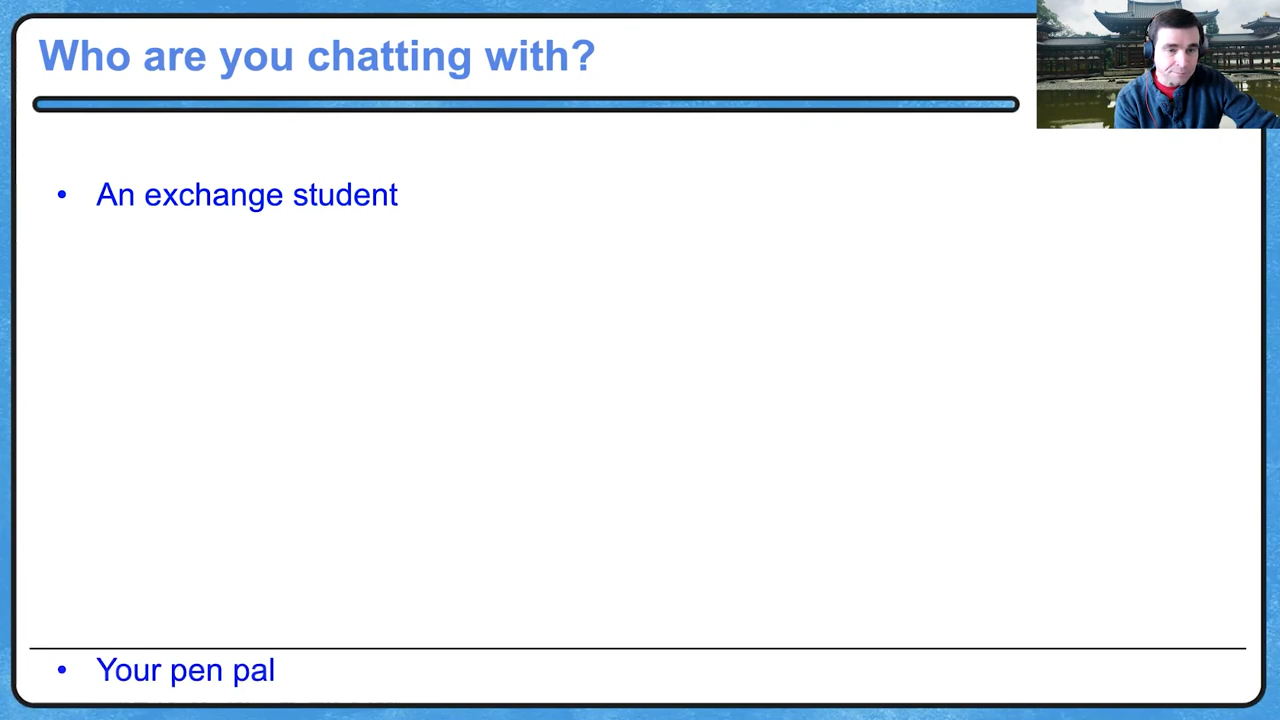 Who are you chatting with?
• An exchange student
• Your pen pal